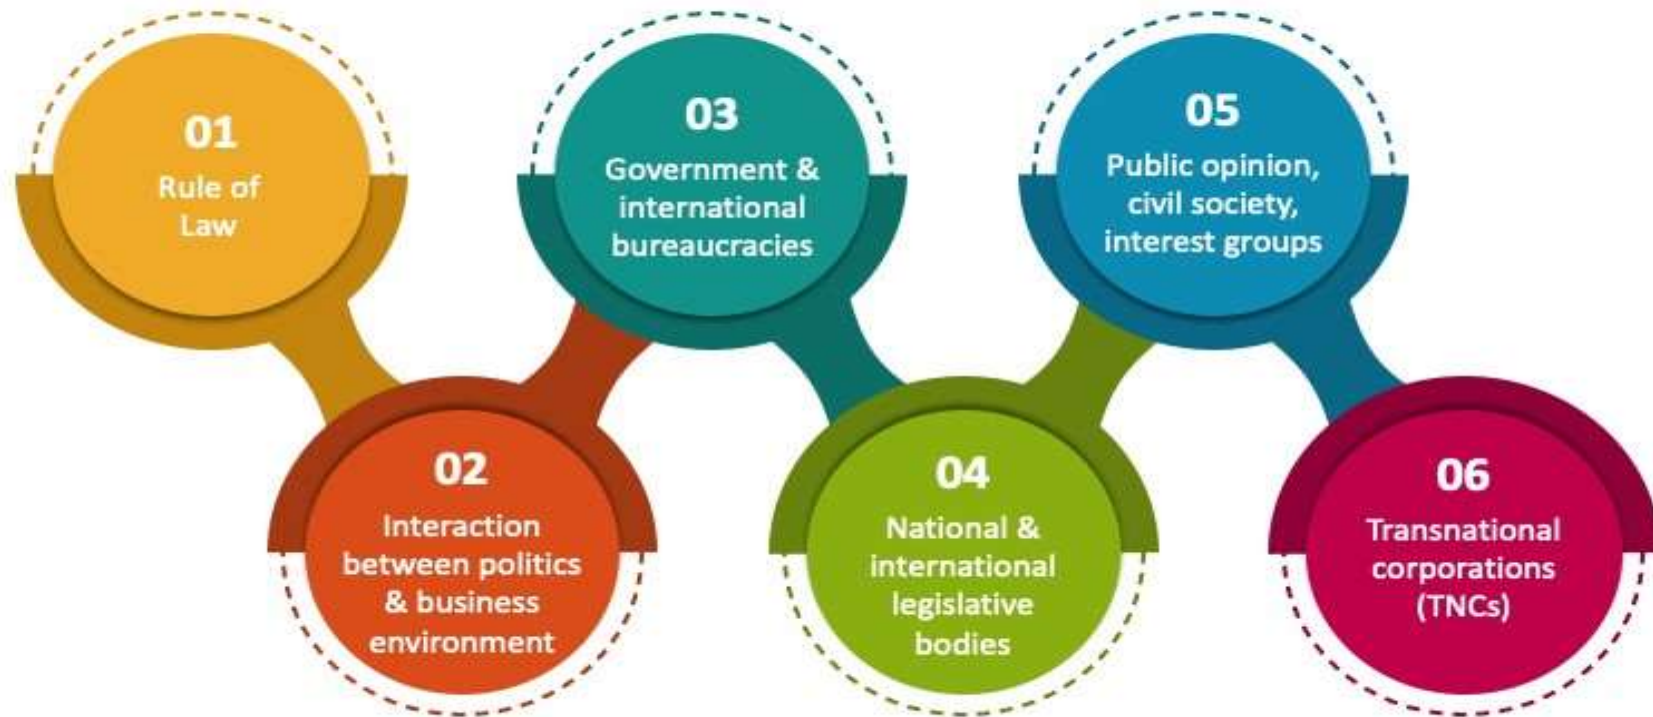 01
Rule of
Law
02
Interaction
between politics
& business
environment
03
Government &
international
bureaucracies
04
National &
international
legislative
bodies
05
Public opinion,
civil society,
interest groups
06
Transnational
corporations
(TNCs)